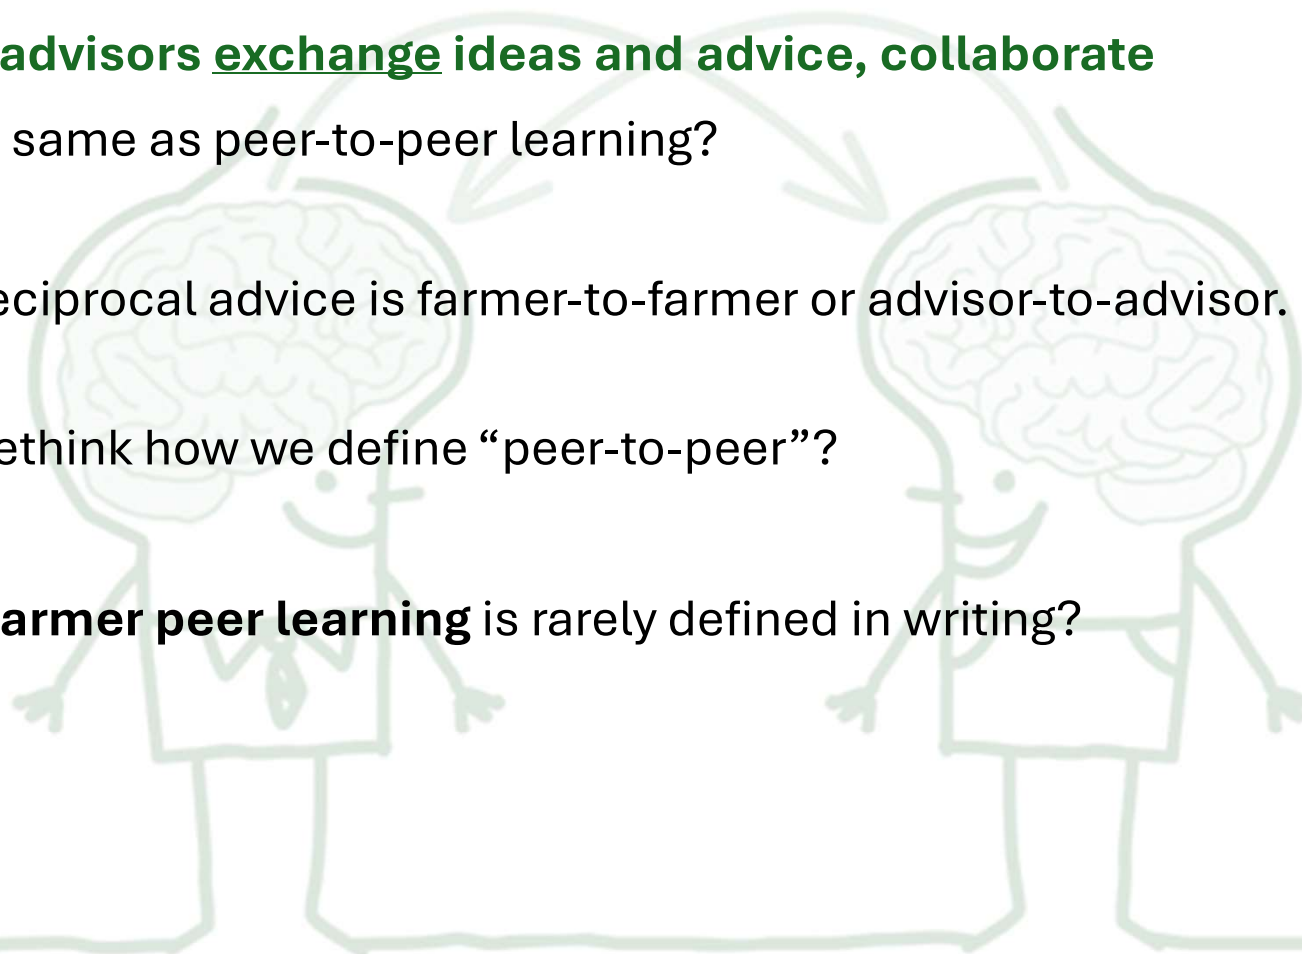 advisors exchange ideas and advice, collaborate
same as peer-to-peer learning?
eciprocal advice is farmer-to-farmer or advisor-to-advisor.
ethink how we define “peer-to-peer”?
armer peer learning is rarely defined in writing?